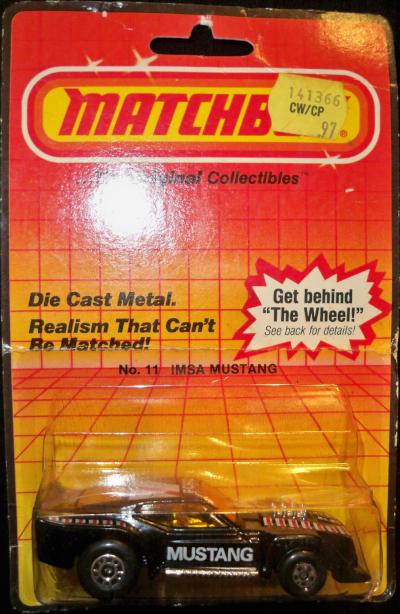 MATCHB
®
141366
CW/CP
.97
Original Collectibles™
Die Cast Metal.
Realism That Can't
Be Matched!
Get behind
"The Wheel!"
See back for details!
No. 11 IMSA MUSTANG
MUSTANG